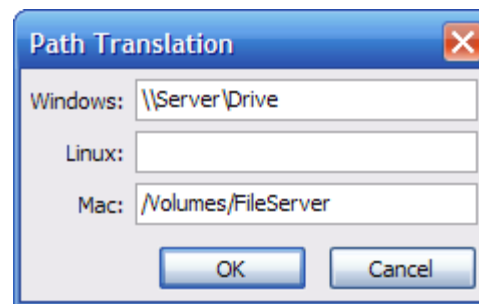 Path Translation
Windows: \\Server\Drive
Linux:
Mac: /Volumes/FileServer
OK Cancel